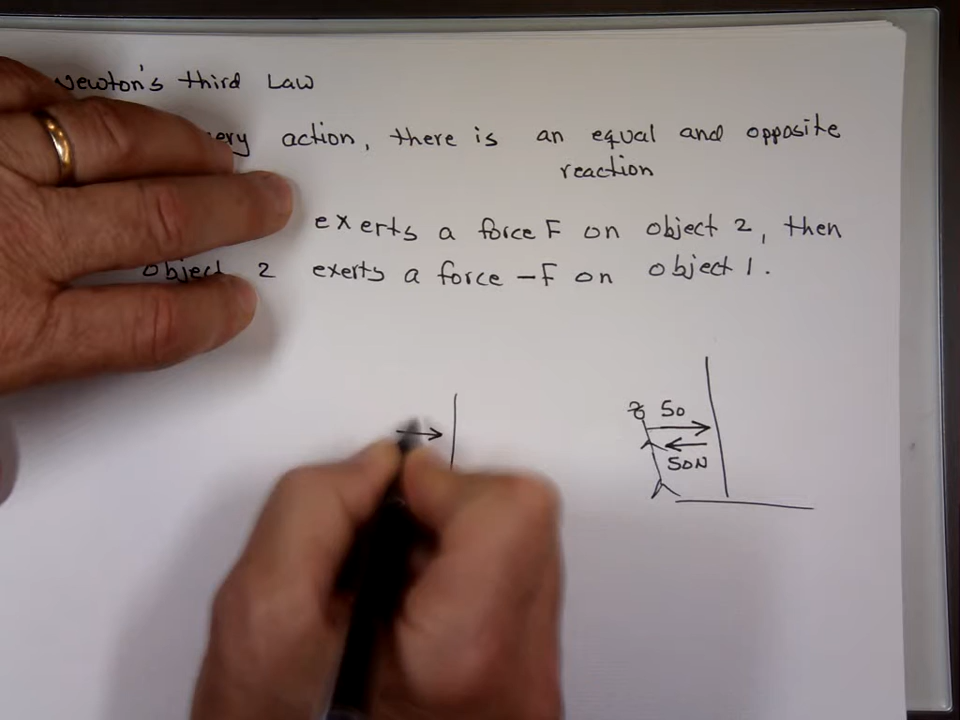 Newton's third Law
ery action, there is an equal and opposite
reaction
exerts a force F on object 2, then
object 2 exerts a force -F on object 1.
50
50N